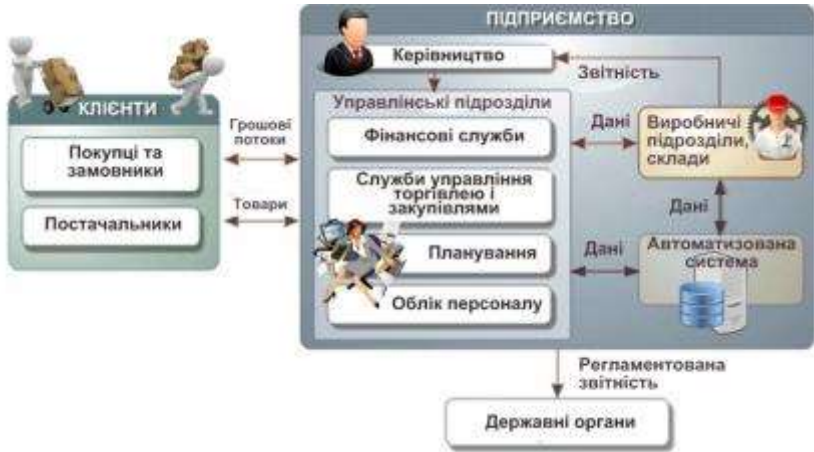 ПІДПРИЄМСТВО
Керівництво
Звітність
КЛІЄНТИ
Покупці та
замовники
Постачальники
Грошові
потоки
Товари
Управлінські підрозділи
Фінансові служби
Служби управління
торгівлею і
закупівлями
Планування
Облік персоналу
Дані
Виробничі
підрозділи,
склади
Дані
Дані
Автоматизована
система
Регламентована
звітність
Державні органи